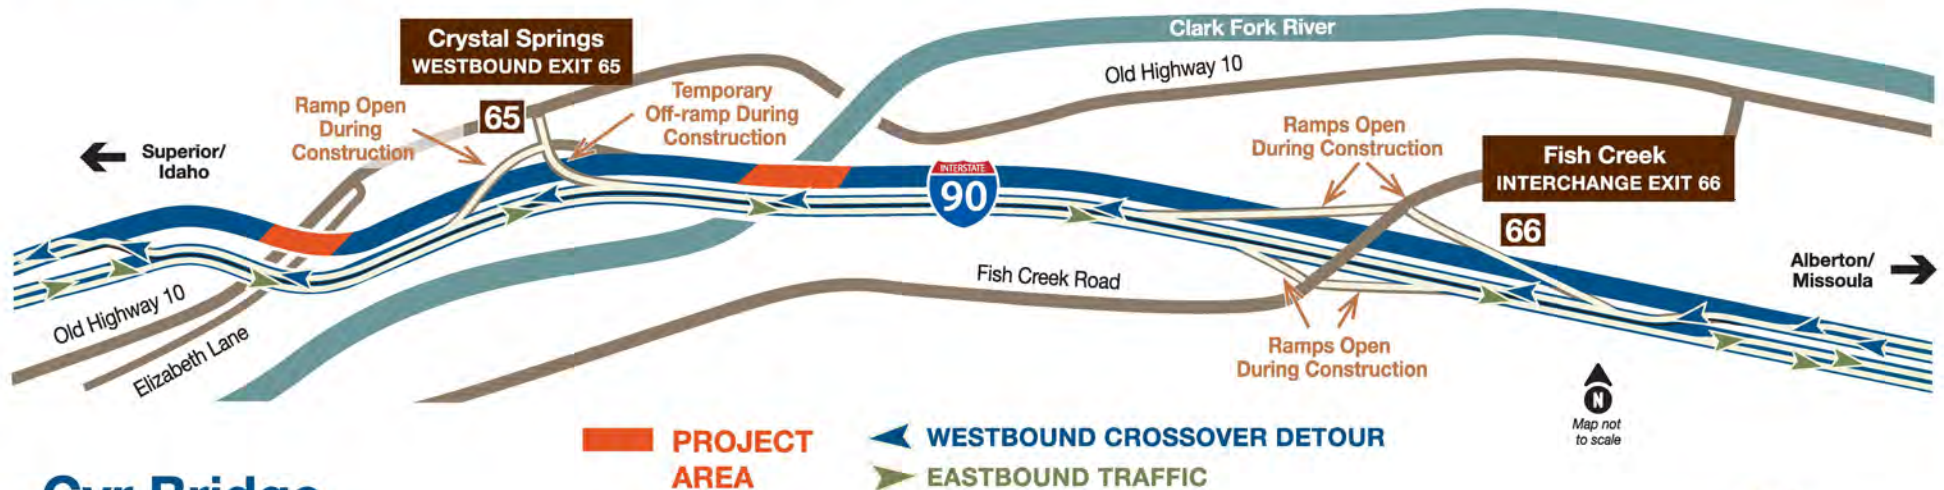 Clark Fork River
Crystal Springs
WESTBOUND EXIT 65
Old Highway 10
Temporary
Off-ramp During
Construction
Ramp Open
During
Construction
65
Ramps Open
During Construction
Superior/
Idaho
Fish Creek
INTERCHANGE EXIT 66
INTERSTATE
90
66
Alberton/
Missoula
Fish Creek Road
Old Highway 10
Elizabeth Lane
Ramps Open
During Construction
N
Map not
to scale
PROJECT
AREA
WESTBOUND CROSSOVER DETOUR
EASTBOUND TRAFFIC
Cyr Bridge